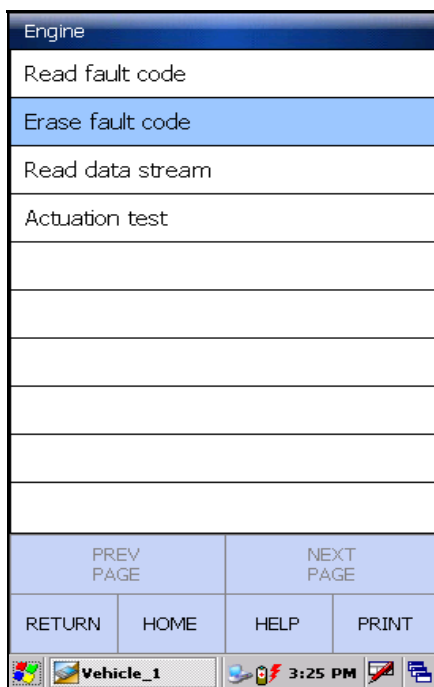 Engine
Read fault code
Erase fault code
Read data stream
Actuation test
PREV
PAGE
NEXT
PAGE
RETURN
HOME
HELP
PRINT
Vehicle_1
3:25 PM